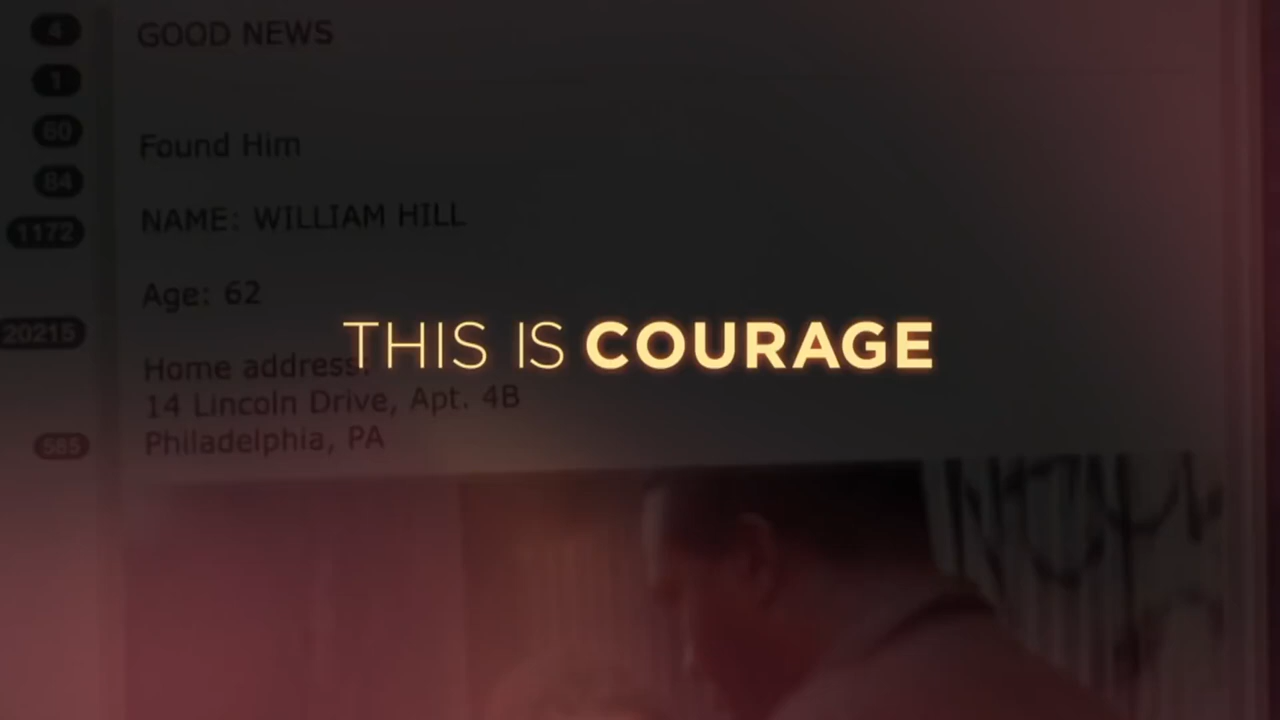 4
GOOD NEWS
1
60
Found Him
84
NAME: WILLIAM HILL
1172
Age: 62
20215
THIS IS COURAGE
Home address:
14 Lincoln Drive, Apt. 4B
Philadelphia, PA
585